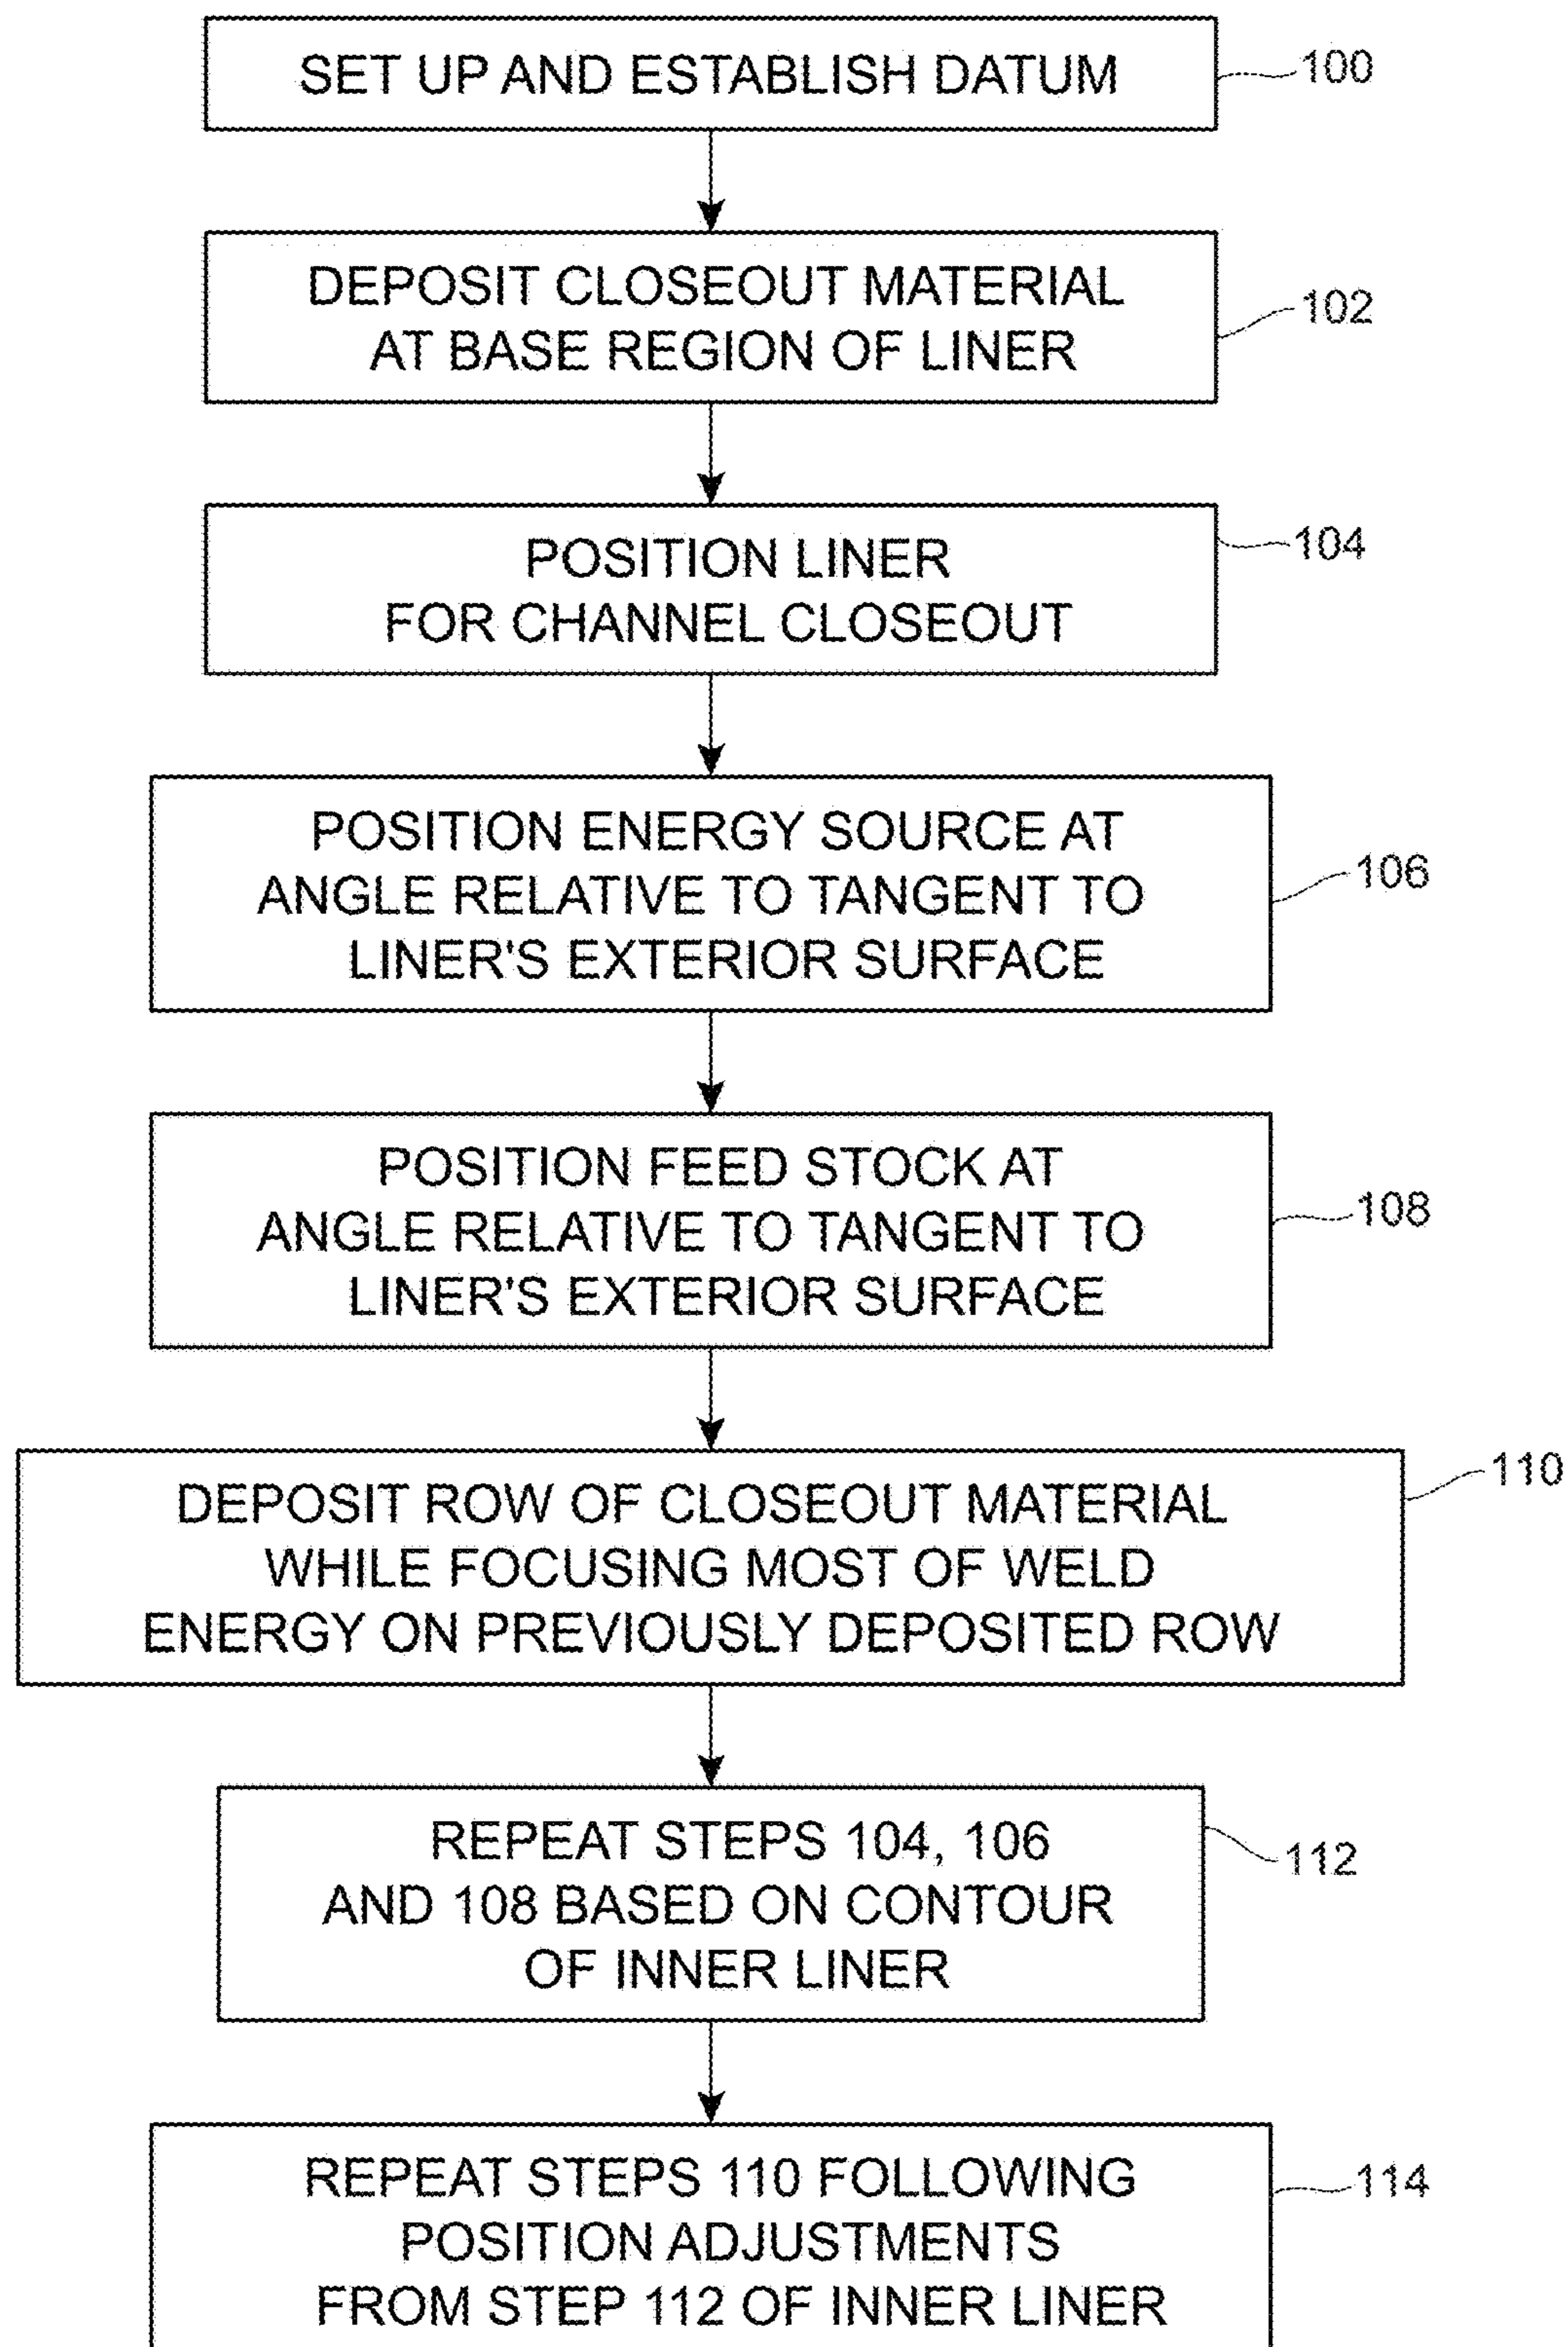 SET UP AND ESTABLISH DATUM
100
DEPOSIT CLOSEOUT MATERIAL
AT BASE REGION OF LINER
102
POSITION LINER
FOR CHANNEL CLOSEOUT
104
POSITION ENERGY SOURCE AT
ANGLE RELATIVE TO TANGENT TO
LINER'S EXTERIOR SURFACE
106
POSITION FEED STOCK AT
ANGLE RELATIVE TO TANGENT TO
LINER'S EXTERIOR SURFACE
108
DEPOSIT ROW OF CLOSEOUT MATERIAL
WHILE FOCUSING MOST OF WELD
ENERGY ON PREVIOUSLY DEPOSITED ROW
110
REPEAT STEPS 104, 106
AND 108 BASED ON CONTOUR
OF INNER LINER
112
REPEAT STEPS 110 FOLLOWING
POSITION ADJUSTMENTS
FROM STEP 112 OF INNER LINER
114